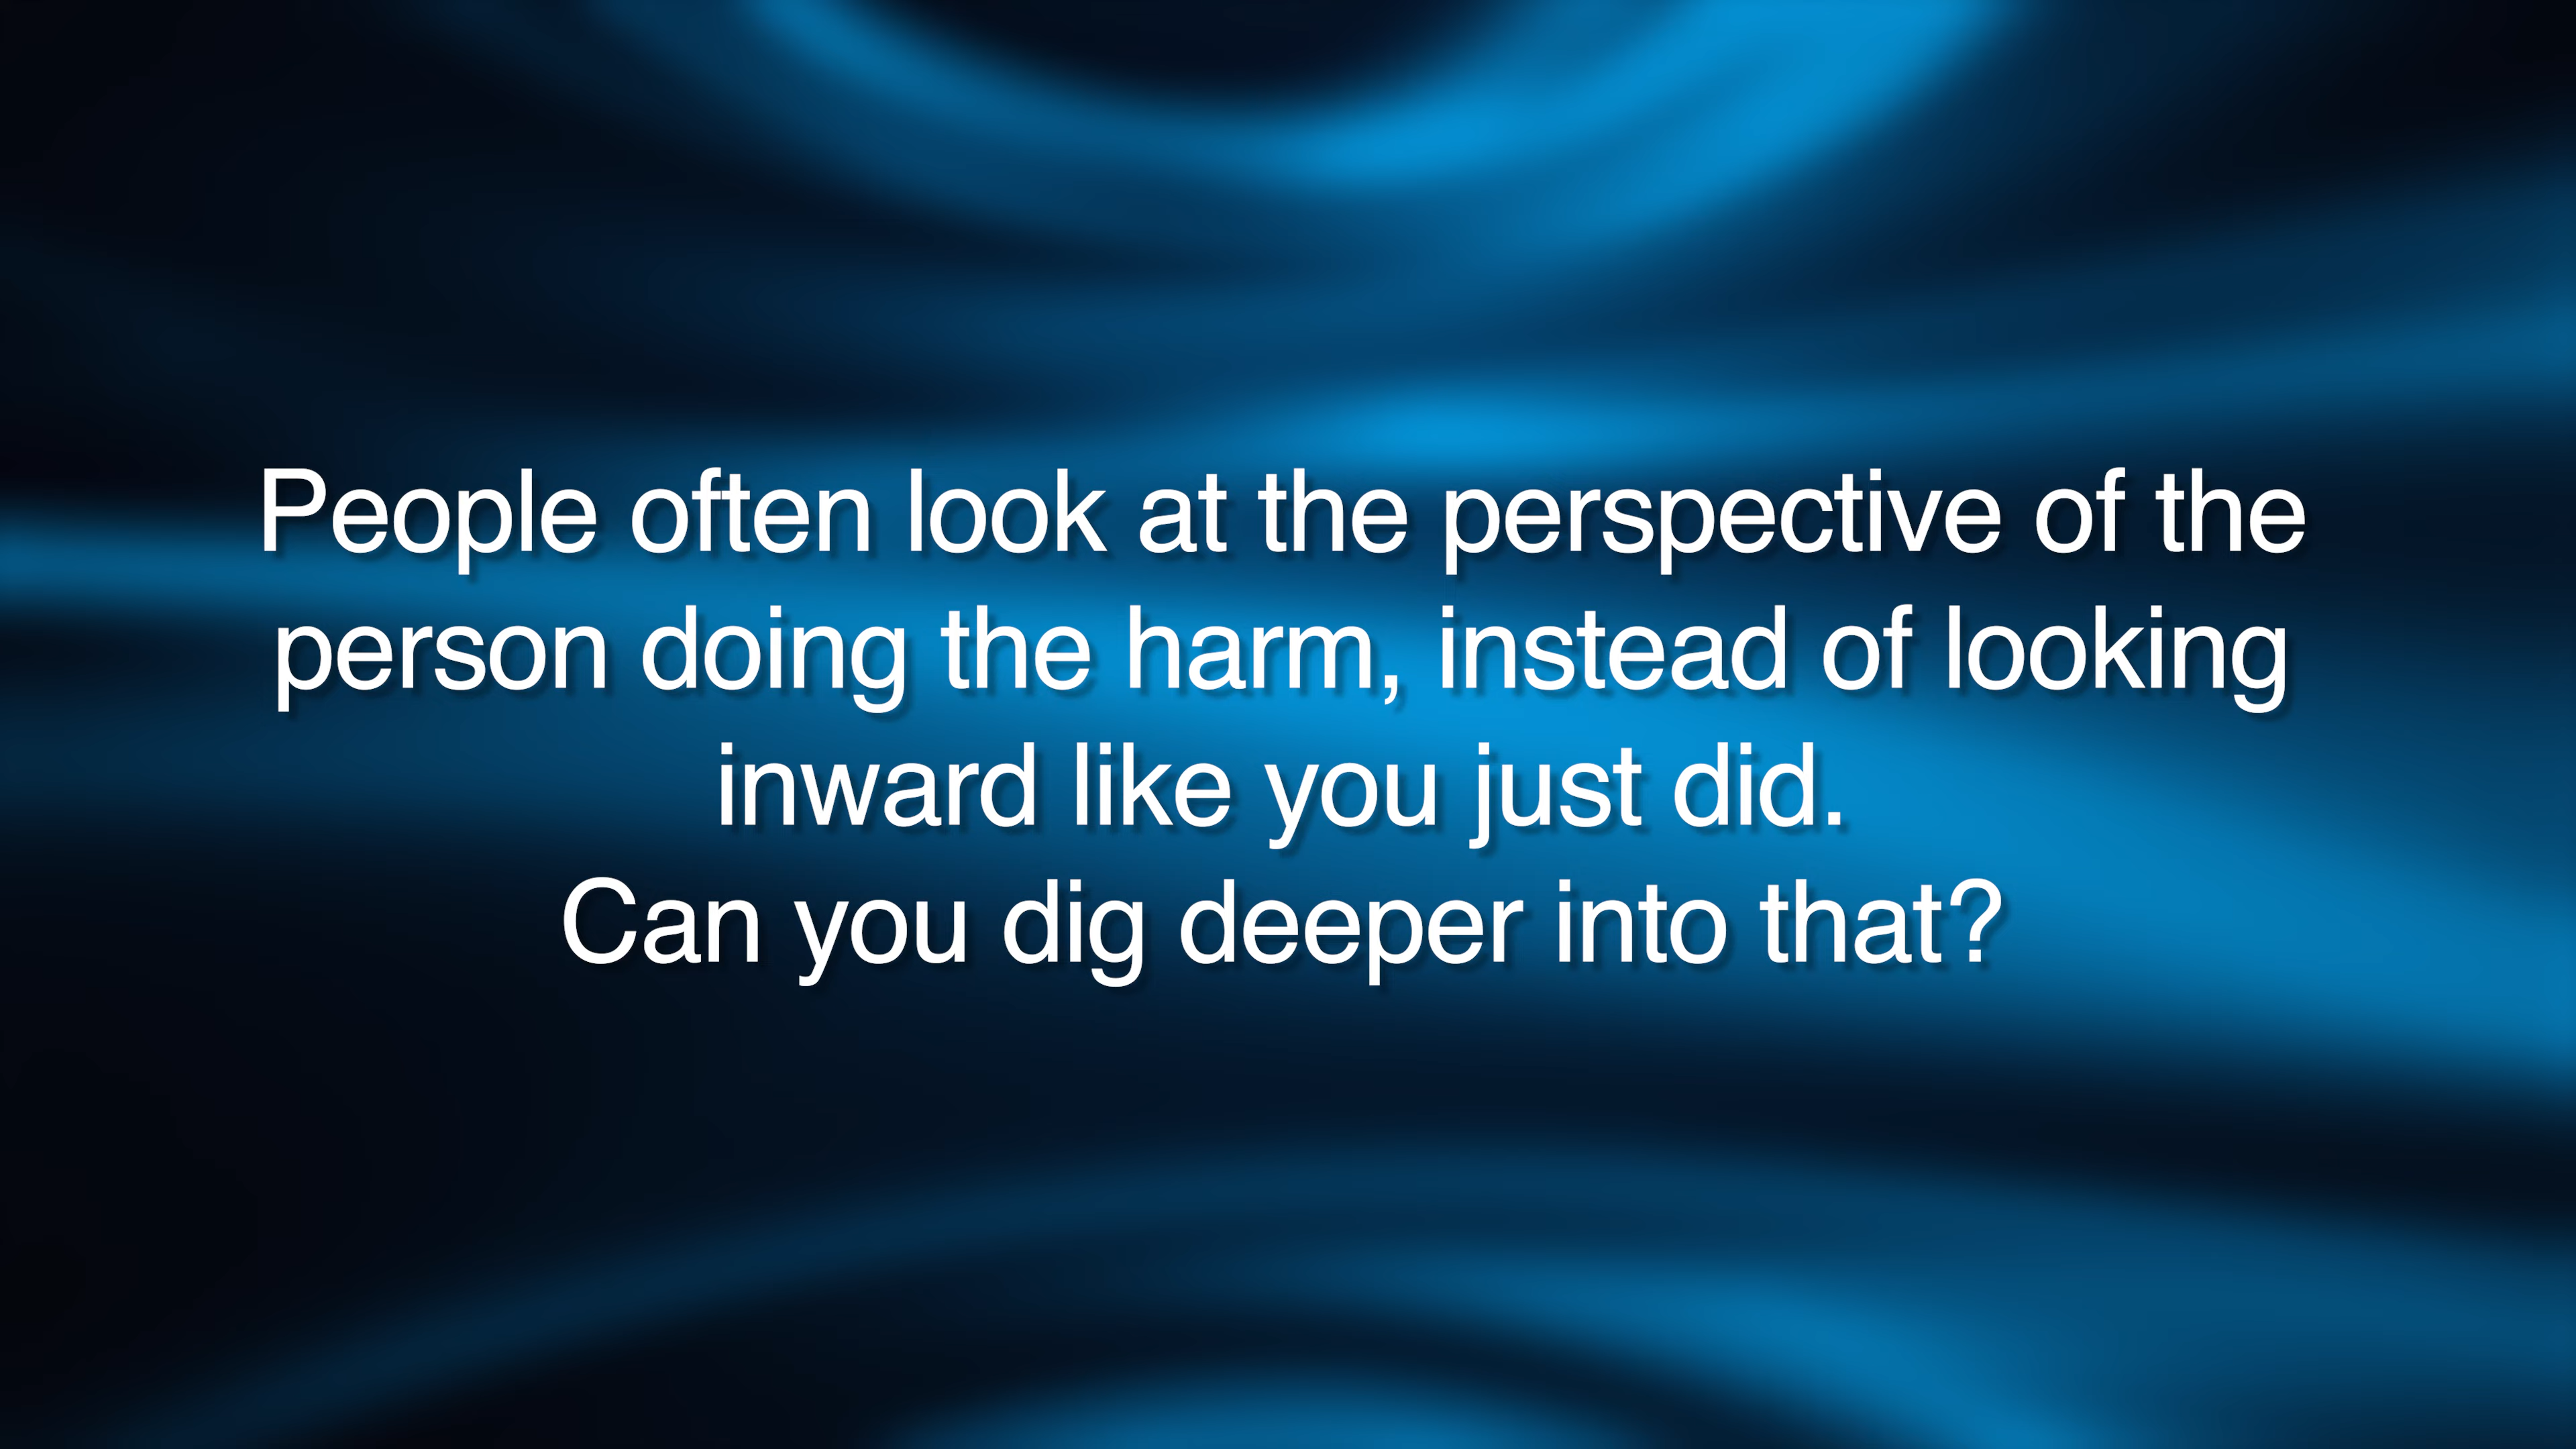 People often look at the perspective of the
person doing the harm, instead of looking
inward like you just did.
Can you dig deeper into that?